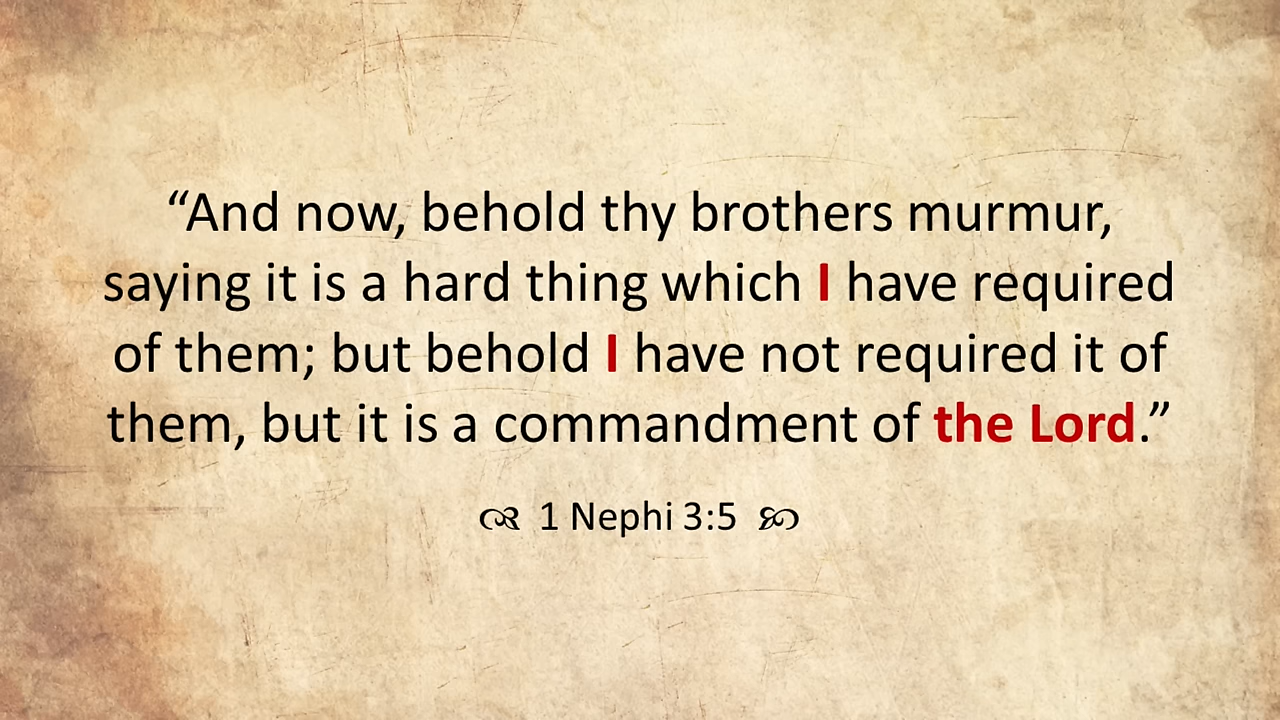 “And now, behold thy brothers murmur,
saying it is a hard thing which I have required
of them; but behold I have not required it of
them, but it is a commandment of the Lord.”
1 Nephi 3:5